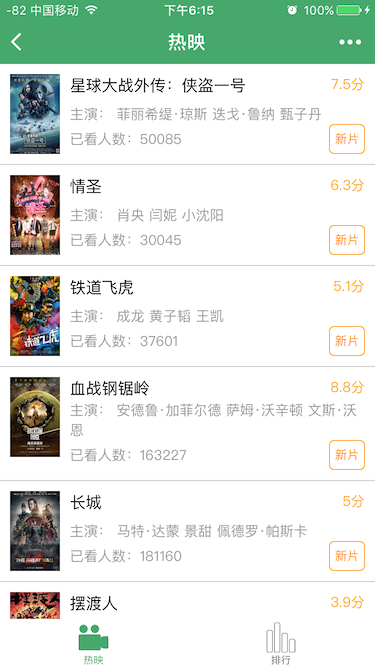 -82 中国移动 下午6:15 100%
热映
星球大战外传：侠盗一号 7.5分
主演： 菲丽希缇·琼斯 迭戈·鲁纳 甄子丹
已看人数：50085 新片
情圣 6.3分
主演： 肖央 闫妮 小沈阳
已看人数：30045 新片
铁道飞虎 5.1分
主演： 成龙 黄子韬 王凯
已看人数：37601 新片
血战钢锯岭 8.8分
主演： 安德鲁·加菲尔德 萨姆·沃辛顿 文斯·沃
恩
已看人数：163227 新片
长城 5分
主演： 马特·达蒙 景甜 佩德罗·帕斯卡
已看人数：181160 新片
THE GREAT WALL
摆渡人 3.9分
热映 排行